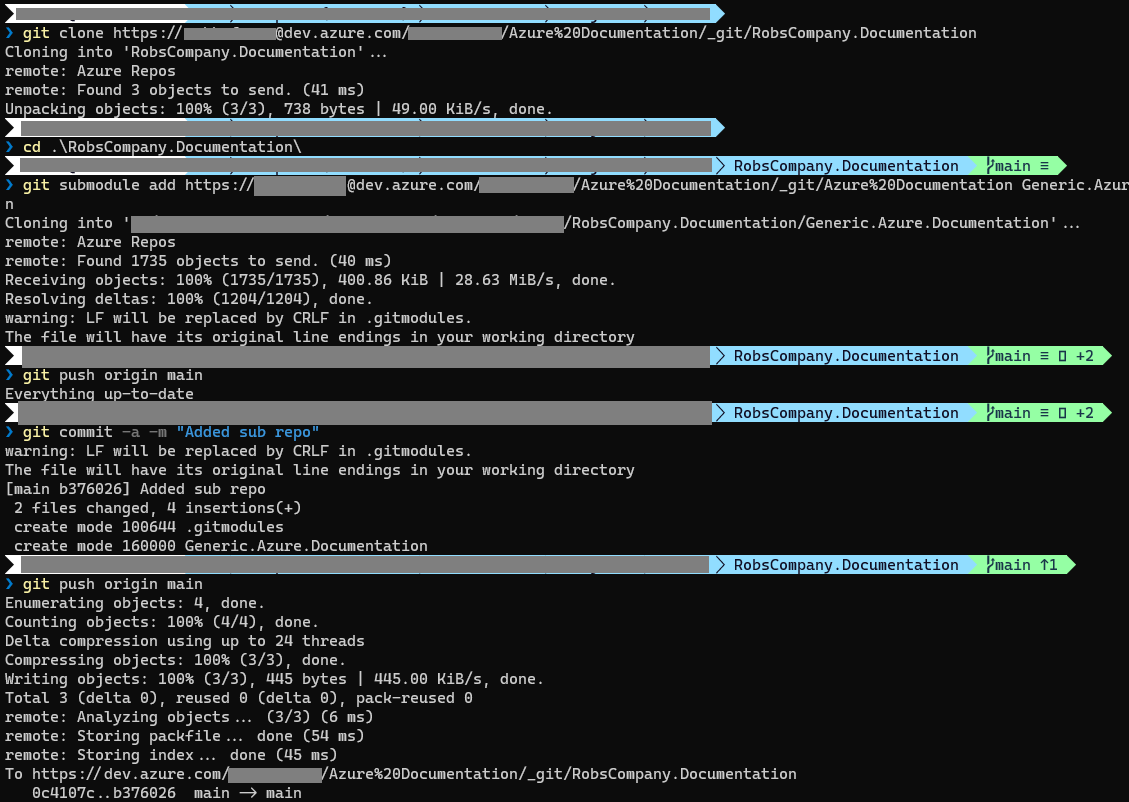 ❯ git clone https://@dev.azure.com//Azure%20Documentation/_git/RobsCompany.Documentation
Cloning into 'RobsCompany.Documentation'...
remote: Azure Repos
remote: Found 3 objects to send. (41 ms)
Unpacking objects: 100% (3/3), 738 bytes | 49.00 KiB/s, done.
❯ cd .\RobsCompany.Documentation\
RobsCompany.Documentation main ≡
❯ git submodule add https://@dev.azure.com//Azure%20Documentation/_git/Azure%20Documentation Generic.Azur
n
Cloning into '/RobsCompany.Documentation/Generic.Azure.Documentation'...
remote: Azure Repos
remote: Found 1735 objects to send. (40 ms)
Receiving objects: 100% (1735/1735), 400.86 KiB | 28.63 MiB/s, done.
Resolving deltas: 100% (1204/1204), done.
warning: LF will be replaced by CRLF in .gitmodules.
The file will have its original line endings in your working directory
RobsCompany.Documentation main ≡ ▯ +2
❯ git push origin main
Everything up-to-date
RobsCompany.Documentation main ≡ ▯ +2
❯ git commit -a -m "Added sub repo"
warning: LF will be replaced by CRLF in .gitmodules.
The file will have its original line endings in your working directory
[main b376026] Added sub repo
2 files changed, 4 insertions(+)
create mode 100644 .gitmodules
create mode 160000 Generic.Azure.Documentation
RobsCompany.Documentation main ↑1
❯ git push origin main
Enumerating objects: 4, done.
Counting objects: 100% (4/4), done.
Delta compression using up to 24 threads
Compressing objects: 100% (3/3), done.
Writing objects: 100% (3/3), 445 bytes | 445.00 KiB/s, done.
Total 3 (delta 0), reused 0 (delta 0), pack-reused 0
remote: Analyzing objects... (3/3) (6 ms)
remote: Storing packfile... done (54 ms)
remote: Storing index... done (45 ms)
To https://dev.azure.com//Azure%20Documentation/_git/RobsCompany.Documentation
0c4107c..b376026 main -> main